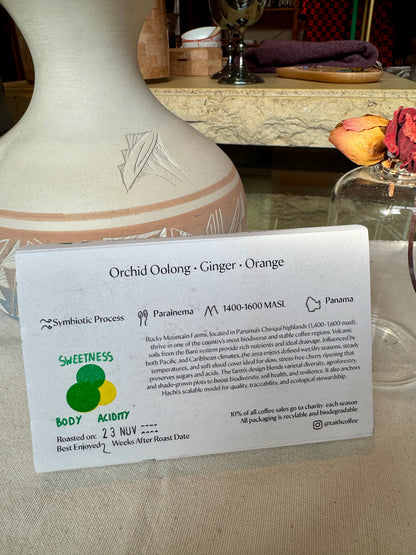 Orchid Oolong • Ginger • Orange
Symbiotic Process Parainema 1400-1600 MASL Panama
Rocky Mountain Farms, located in Panama's Chiriquí highlands (1,400-1,600 masl),
thrive in one of the country's most biodiverse and stable coffee regions. Volcanic
soils from the Barú system provide rich nutrients and ideal drainage. Influenced by
both Pacific and Caribbean climates, the area enjoys defined wet/dry seasons, steady
temperatures, and soft aloud cover ideal for slow, stress-free cherry ripening that
preserves sugars and acids. The farm's design blends varietal diversity, agroforestry,
and shade-grown plots to boost biodiversity, soil health, and resilience. It also anchors
Hachi's scalable model for quality, traceability, and ecological stewardship.
SWEETNESS
BODY ACIDITY
Roasted on: 23 NOV
Best Enjoyed 2 Weeks After Roast Date
10% of all coffee sales go to charity each season
All packaging is recylable and biodegradable
@taithcoffee